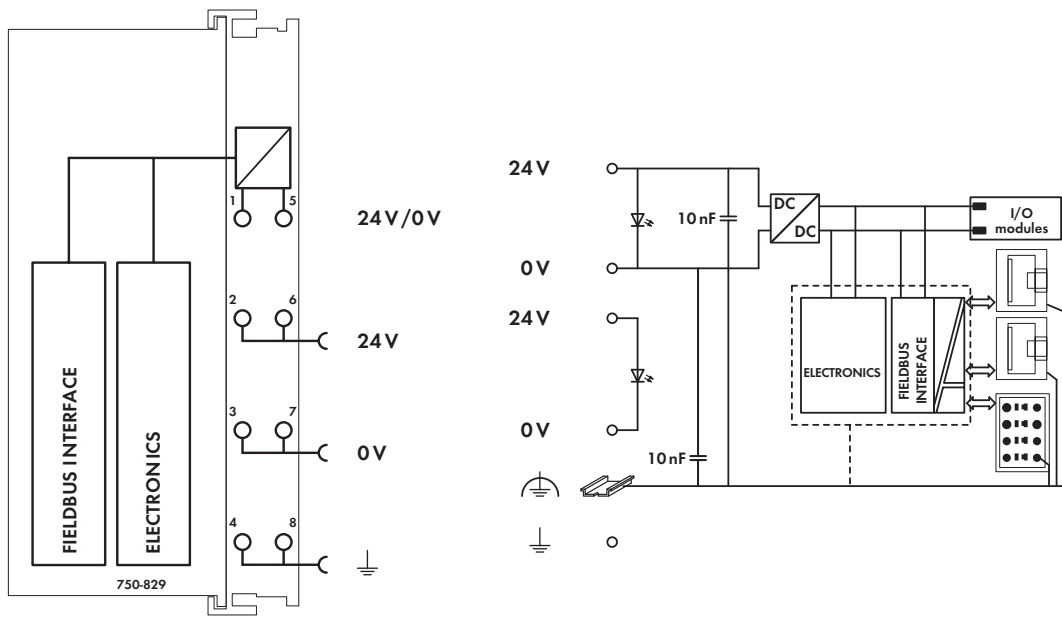 1 5
24V/0V
2 6
24V
3 7
0V
4 8
FIELDBUS INTERFACE
ELECTRONICS
750-829
24V
0V
24V
0V
10nF
10nF
DC
DC
I/O
modules
ELECTRONICS
FIELDBUS
INTERFACE